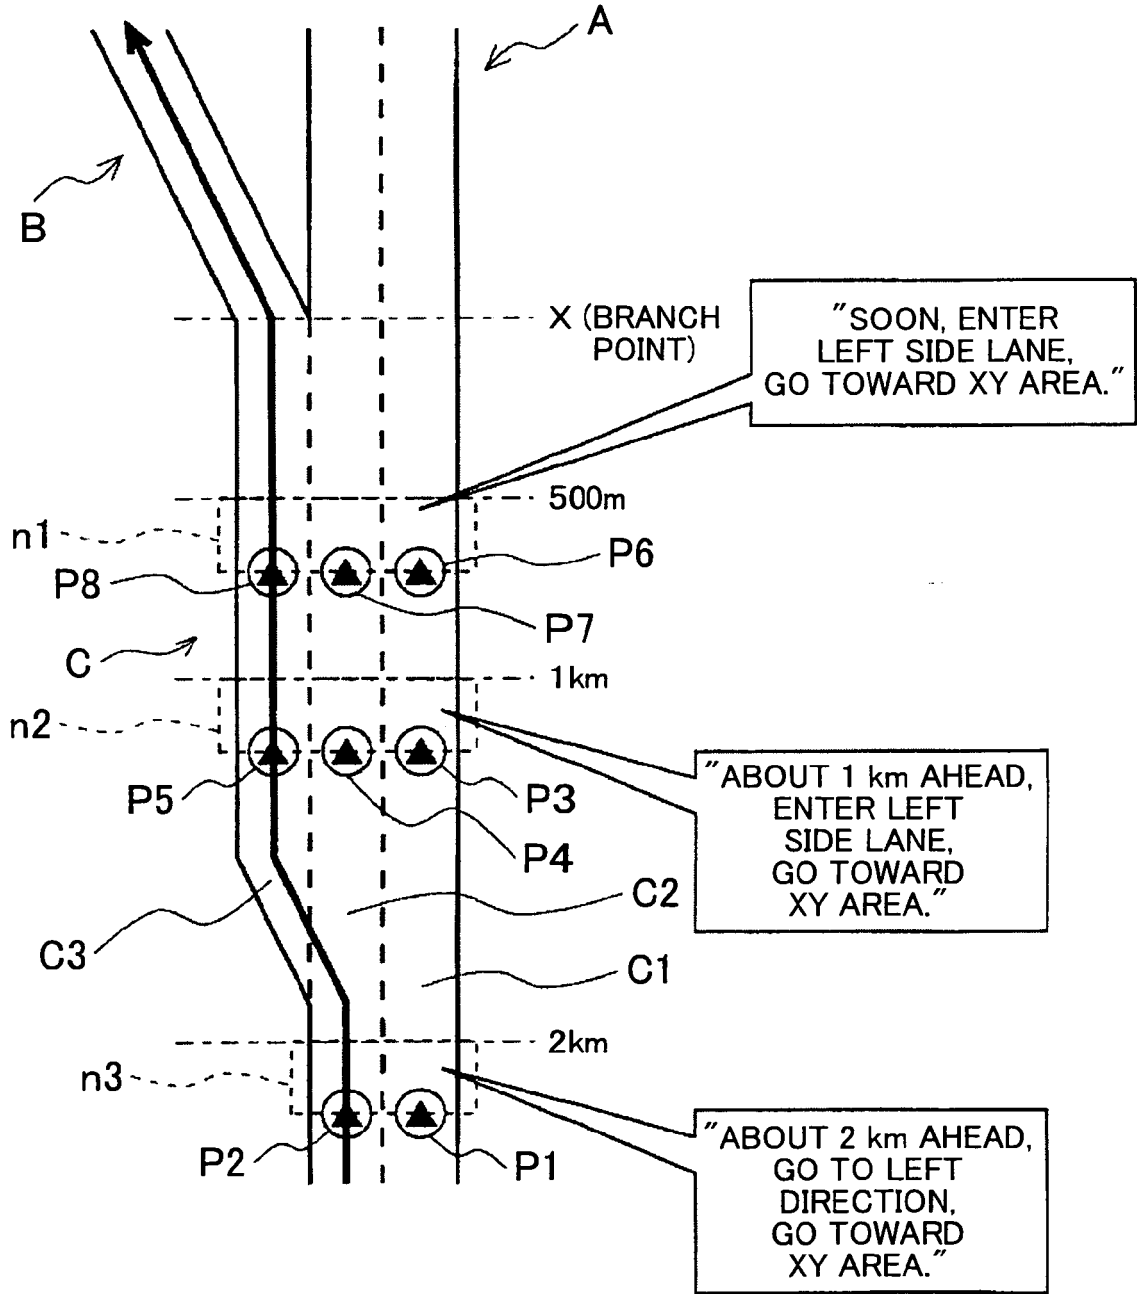 A
B
X (BRANCH
POINT)
"SOON, ENTER
LEFT SIDE LANE,
GO TOWARD XY AREA."
500m
n1
P8
P6
P7
C
1km
n2
P5
P3
P4
"ABOUT 1 km AHEAD,
ENTER LEFT
SIDE LANE,
GO TOWARD
XY AREA."
C2
C3
C1
2km
n3
P2
P1
"ABOUT 2 km AHEAD,
GO TO LEFT
DIRECTION,
GO TOWARD
XY AREA."